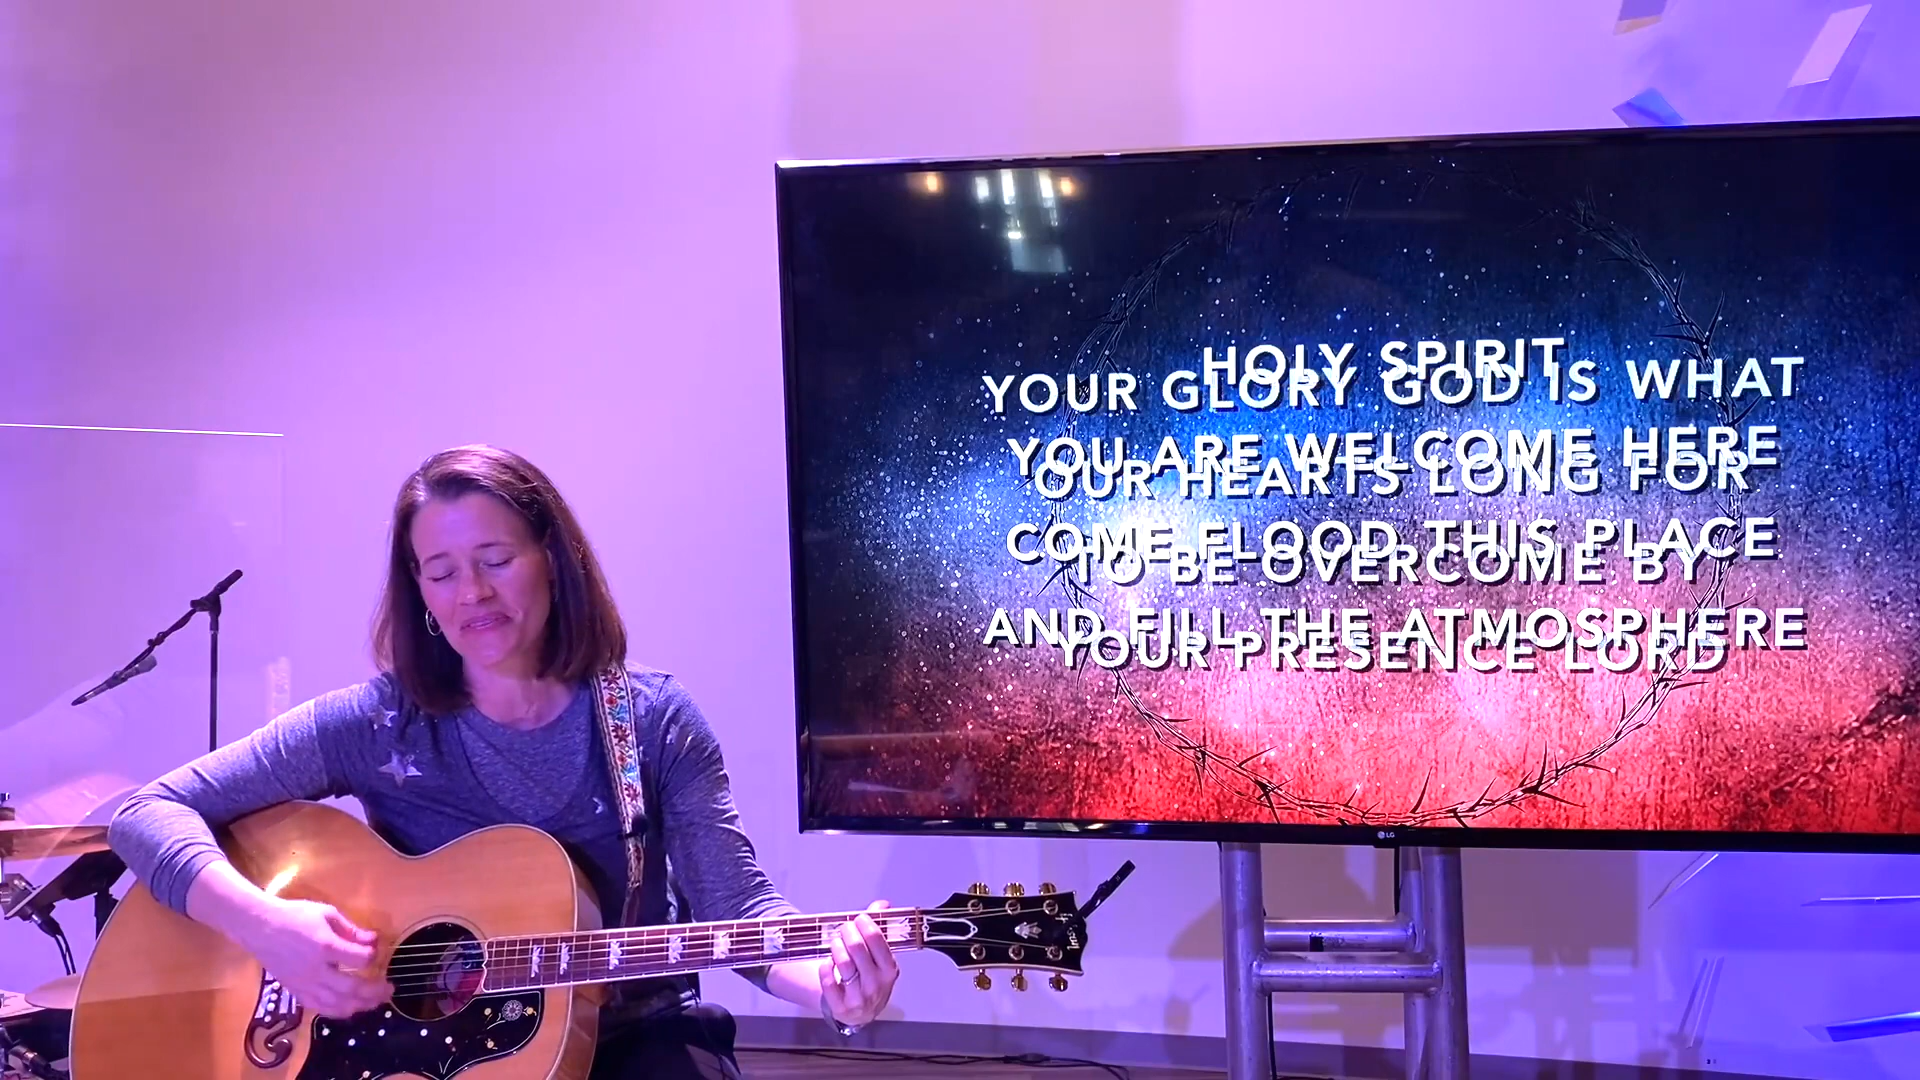 HOLY SPIRIT
YOUR GLORY GOD IS WHAT
YOU ARE WELCOME HERE
OUR HEARTS LONG FOR
COME FLOOD THIS PLACE
TO BE OVERCOME BY
AND FILL THE ATMOSPHERE
YOUR PRESENCE LORD
LG